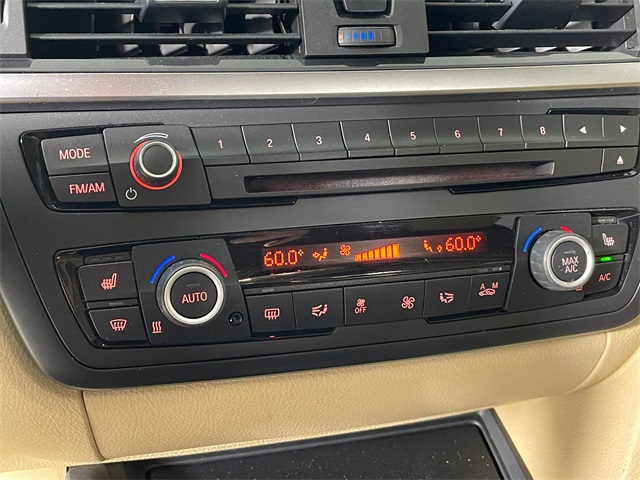 MODE
1 2 3 4 5 6 7 8
FM/AM
60.0° 60.0°
AUTO
MAX A/C
OFF
A M
A/C